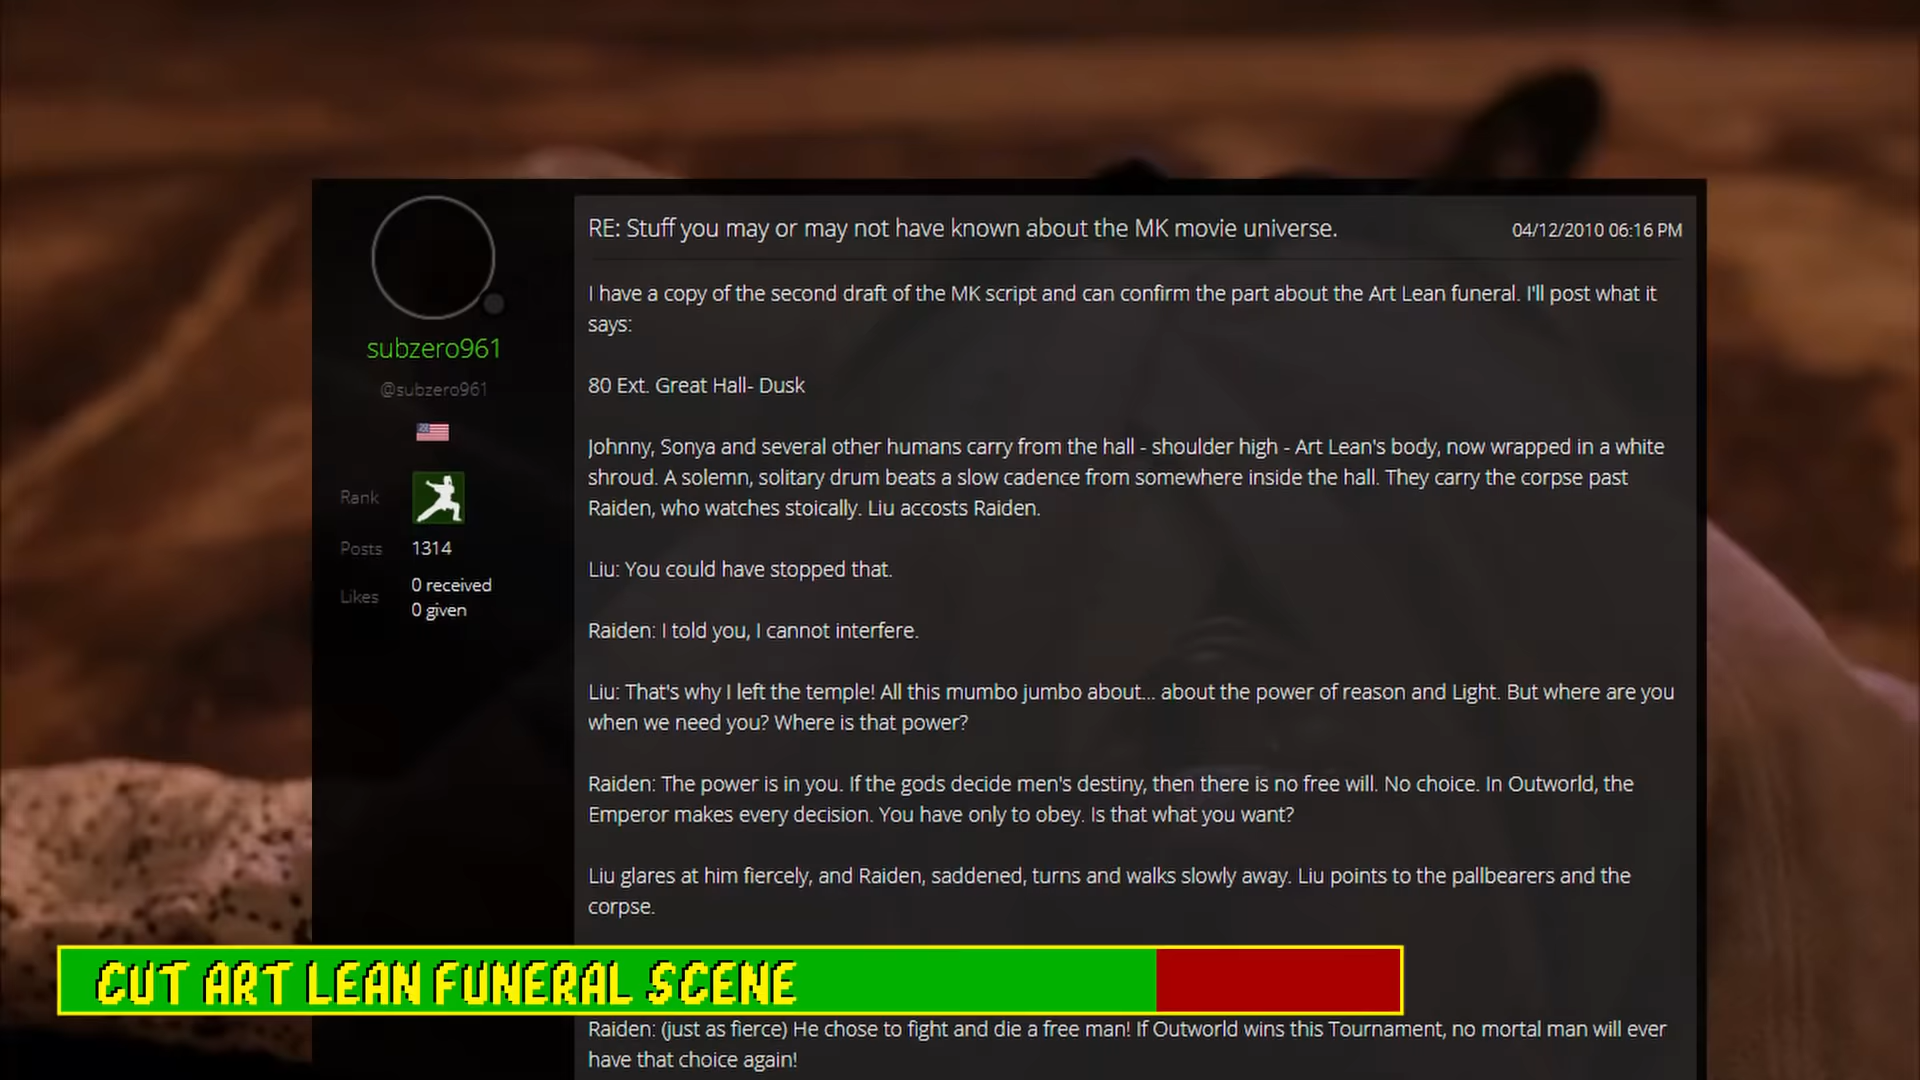 RE: Stuff you may or may not have known about the MK movie universe.
04/12/2010 06:16 PM
subzero961
@subzero961
Rank
Posts 1314
Likes 0 received
0 given
I have a copy of the second draft of the MK script and can confirm the part about the Art Lean funeral. I'll post what it
says:
80 Ext. Great Hall- Dusk
Johnny, Sonya and several other humans carry from the hall - shoulder high - Art Lean's body, now wrapped in a white
shroud. A solemn, solitary drum beats a slow cadence from somewhere inside the hall. They carry the corpse past
Raiden, who watches stoically. Liu accosts Raiden.
Liu: You could have stopped that.
Raiden: I told you, I cannot interfere.
Liu: That's why I left the temple! All this mumbo jumbo about... about the power of reason and Light. But where are you
when we need you? Where is that power?
Raiden: The power is in you. If the gods decide men's destiny, then there is no free will. No choice. In Outworld, the
Emperor makes every decision. You have only to obey. Is that what you want?
Liu glares at him fiercely, and Raiden, saddened, turns and walks slowly away. Liu points to the pallbearers and the
corpse.
CUT ART LEAN FUNERAL SCENE
Raiden: (just as fierce) He chose to fight and die a free man! If Outworld wins this Tournament, no mortal man will ever
have that choice again!